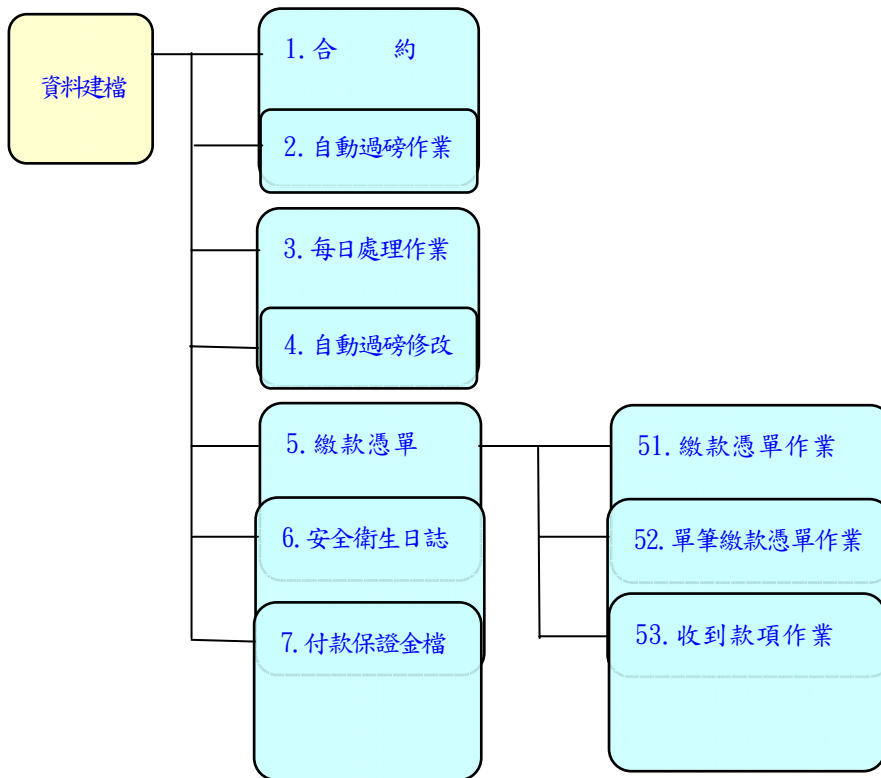 資料建檔
1.合　　約
2.自動過磅作業
3.每日處理作業
4.自動過磅修改
5.繳款憑單
6.安全衛生日誌
7.付款保證金檔
51.繳款憑單作業
52.單筆繳款憑單作業
53.收到款項作業